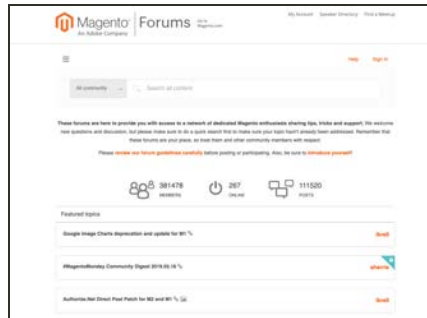 My Account Speaker Directory Find a Meetup
Magento Forums Go to Magento.com
An Adobe Company
Help Sign In
All community Search all content
These forums are here to provide you with access to a network of dedicated Magento enthusiasts sharing tips, tricks and support. We welcome
new questions and discussion, but please make sure to do a quick search first to make sure your topic hasn't already been addressed. Remember that
these forums are your place, so treat them and other community members with respect.
Please review our forum guidelines carefully before posting or participating. Also, be sure to introduce yourself!
381478 MEMBERS 287 ONLINE 111520 POSTS
Featured topics
Google Image Charts deprecation and update for M1
#MagentoMonday Community Digest 2019.05.19 sherrie
Authorize.Net Direct Post Patch for M2 and M1